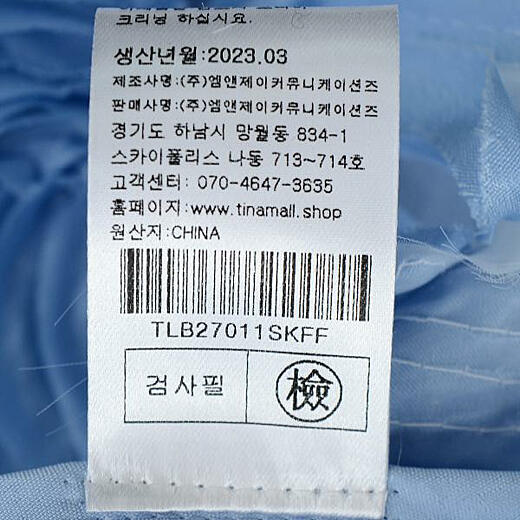 크리닝 하십시요.
생산년월:2023.03
제조사명:(주)엠앤제이커뮤니케이션즈
판매사명:(주)엠앤제이커뮤니케이션즈
경기도 하남시 망월동 834-1
스카이폴리스 나동 713~714호
고객센터: 070-4647-3635
홈페이지:www.tinamall.shop
원산지:CHINA
TLB27011SKFF
검사필 檢